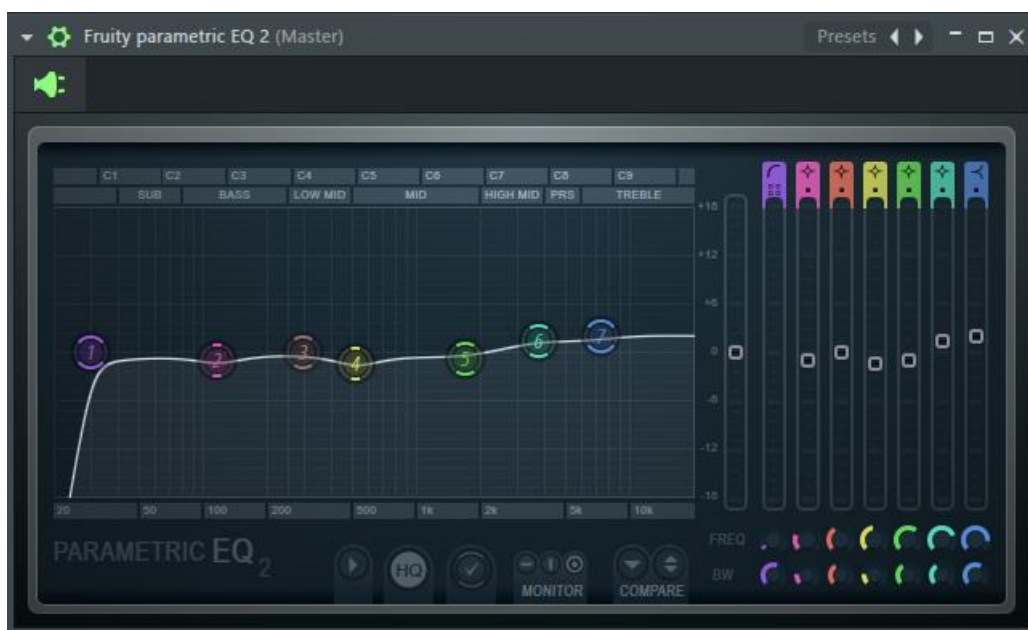 Fruity parametric EQ 2 (Master) Presets
C1 C2 C3 C4 C5 C6 C7 C8 C9
SUB BASS LOW MID MID HIGH MID PRS TREBLE
+18
+12
+6
0
-6
-12
-18
1 2 3 4 5 6 7
20 50 100 200 500 1k 2k 5k 10k
PARAMETRIC EQ 2
HQ
MONITOR COMPARE
FREQ
BW